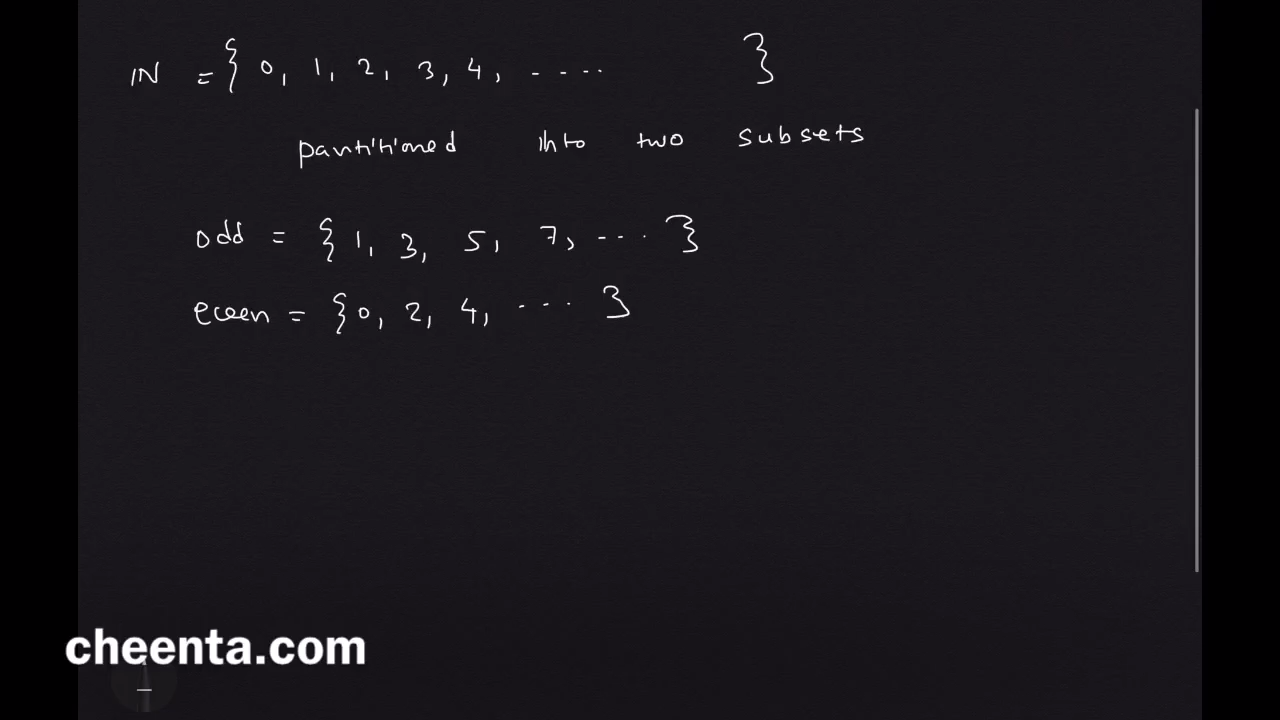 IN = { 0, 1, 2, 3, 4, ..... }
partitioned into two subsets
odd = { 1, 3, 5, 7, .... }
even = { 0, 2, 4, .... }
cheenta.com